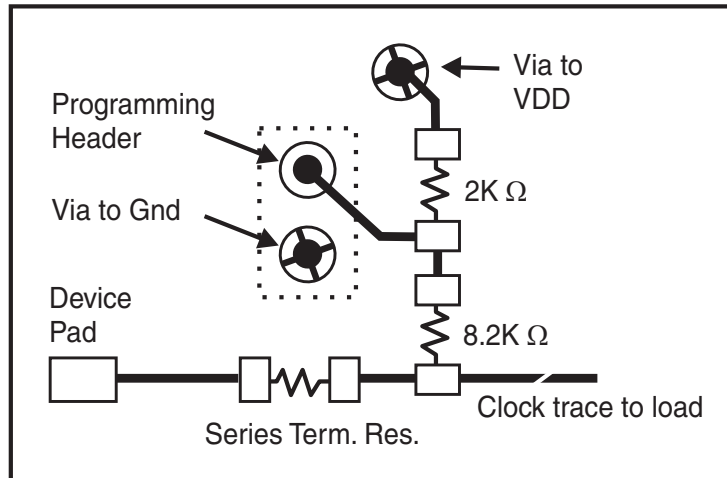 Via to
VDD
Programming
Header
2K Ω
Via to Gnd
Device
Pad
8.2K Ω
Clock trace to load
Series Term. Res.